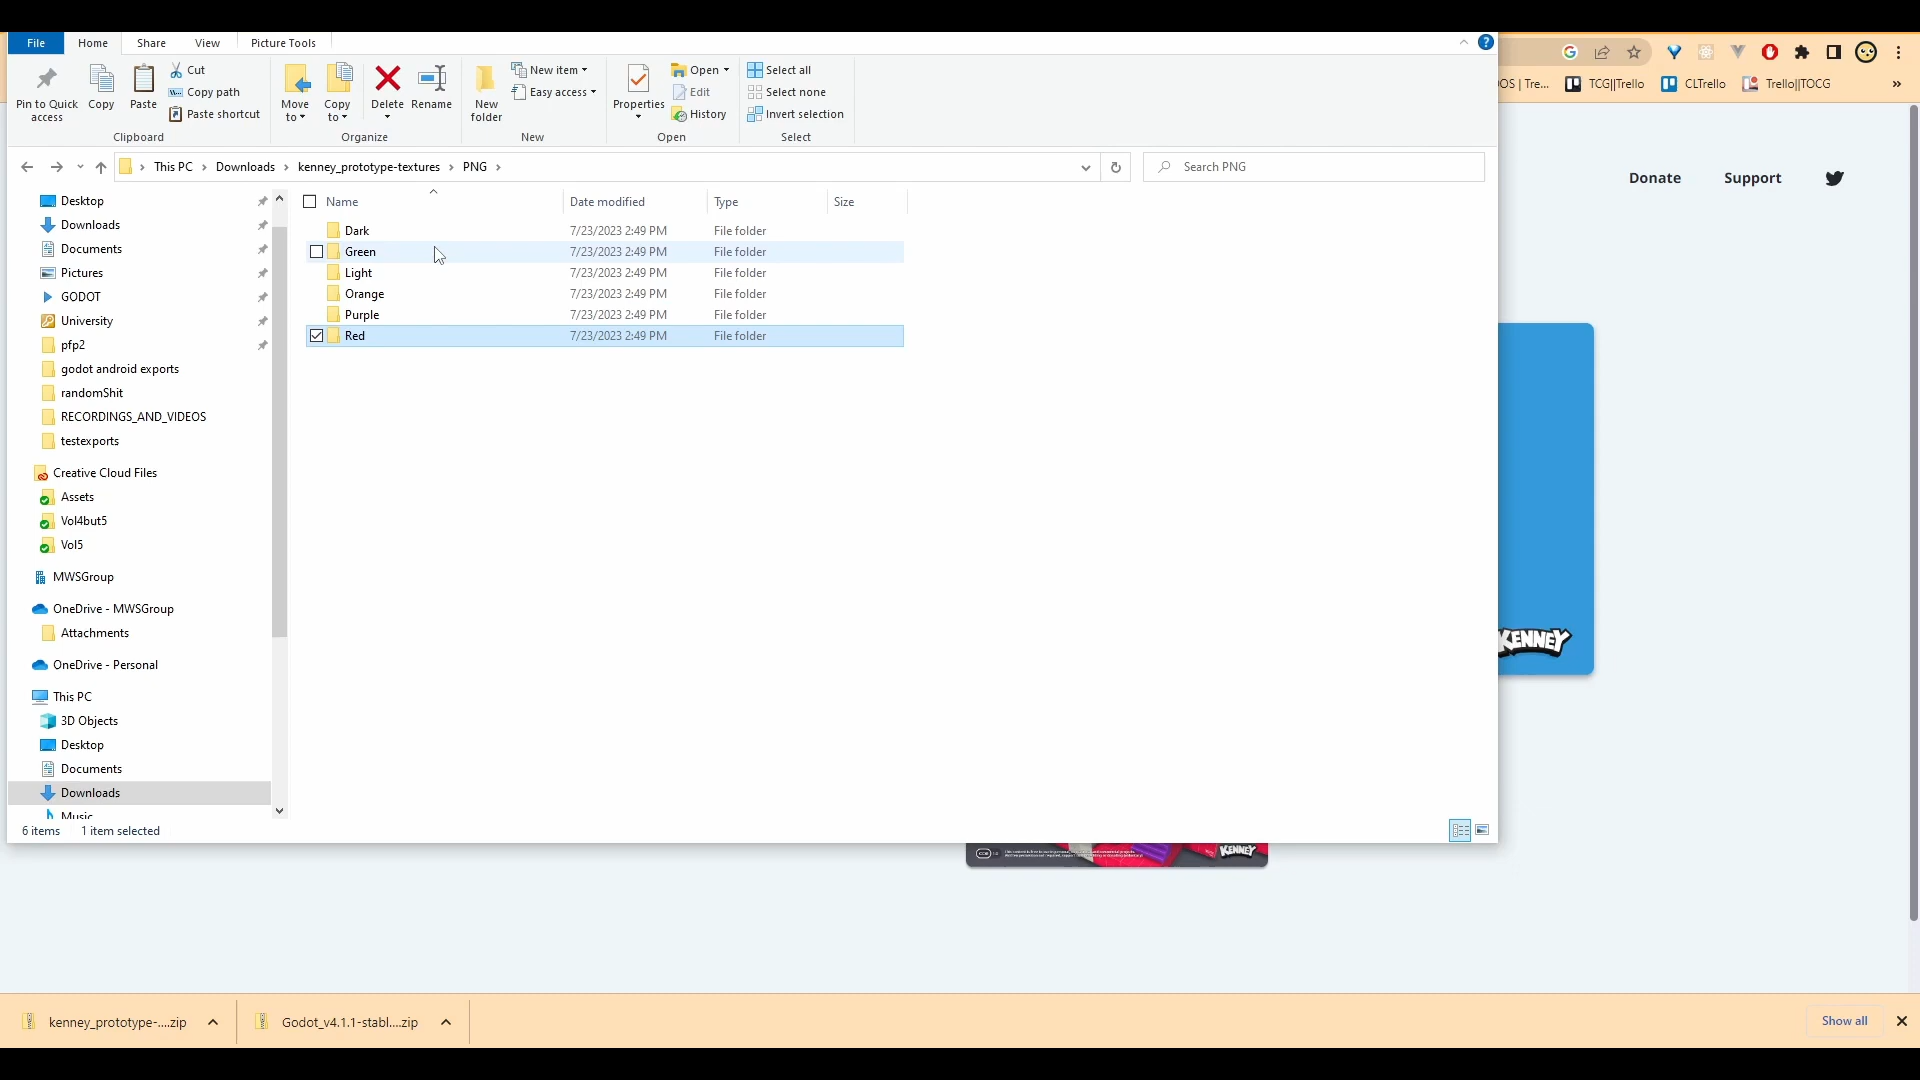 File Home Share View Picture Tools
Pin to Quick access
Copy
Paste
Cut
Copy path
Paste shortcut
Move to
Copy to
Delete
Rename
New folder
New item
Easy access
Properties
Open
Edit
History
Select all
Select none
Invert selection
Clipboard Organize New Open Select
OS | Tre... TCG||Trello CLTrello Trello||TOCG »
This PC › Downloads › kenney_prototype-textures › PNG ›
Search PNG
Donate Support
Name Date modified Type Size
Dark 7/23/2023 2:49 PM File folder
Green 7/23/2023 2:49 PM File folder
Light 7/23/2023 2:49 PM File folder
Orange 7/23/2023 2:49 PM File folder
Purple 7/23/2023 2:49 PM File folder
Red 7/23/2023 2:49 PM File folder
Desktop
Downloads
Documents
Pictures
GODOT
University
pfp2
godot android exports
randomShit
RECORDINGS_AND_VIDEOS
testexports
Creative Cloud Files
Assets
Vol4but5
Vol5
MWSGroup
OneDrive - MWSGroup
Attachments
OneDrive - Personal
This PC
3D Objects
Desktop
Documents
Downloads
Music
KENNEY
6 items 1 item selected
KENNEY
kenney_prototype-....zip
Godot_v4.1.1-stabl....zip
Show all